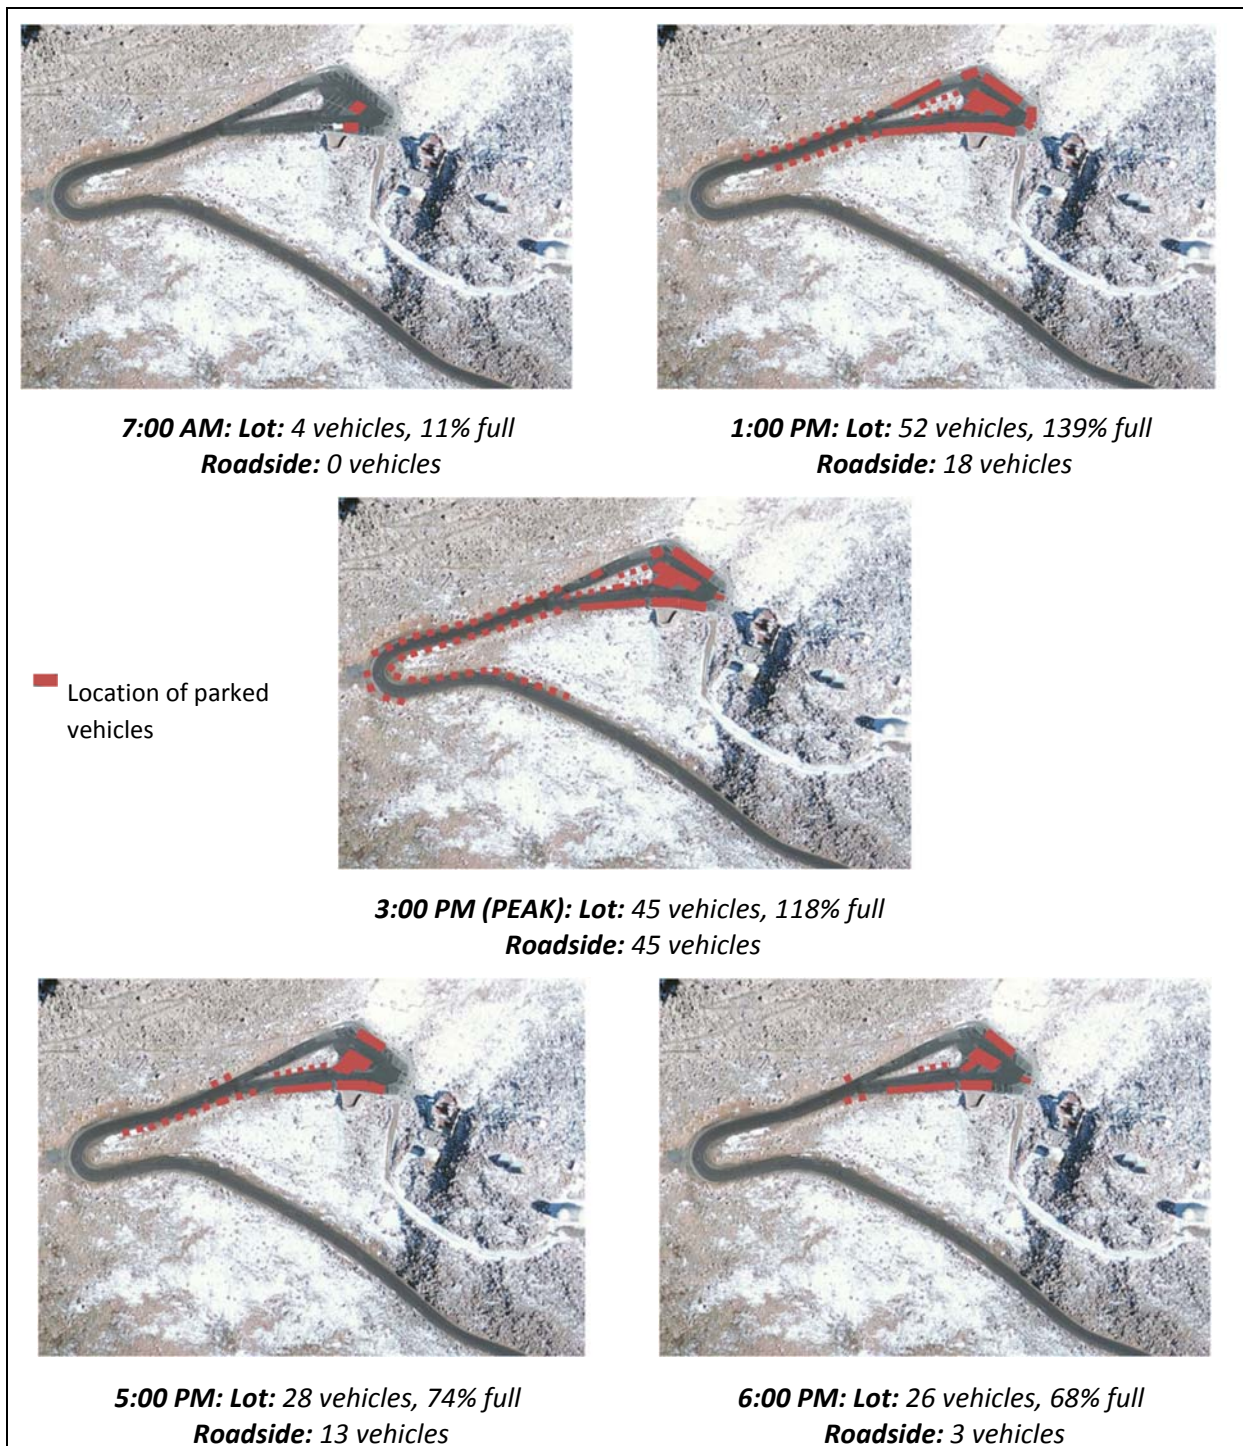 7:00 AM: Lot: 4 vehicles, 11% full
Roadside: 0 vehicles
1:00 PM: Lot: 52 vehicles, 139% full
Roadside: 18 vehicles
Location of parked
vehicles
3:00 PM (PEAK): Lot: 45 vehicles, 118% full
Roadside: 45 vehicles
5:00 PM: Lot: 28 vehicles, 74% full
Roadside: 13 vehicles
6:00 PM: Lot: 26 vehicles, 68% full
Roadside: 3 vehicles